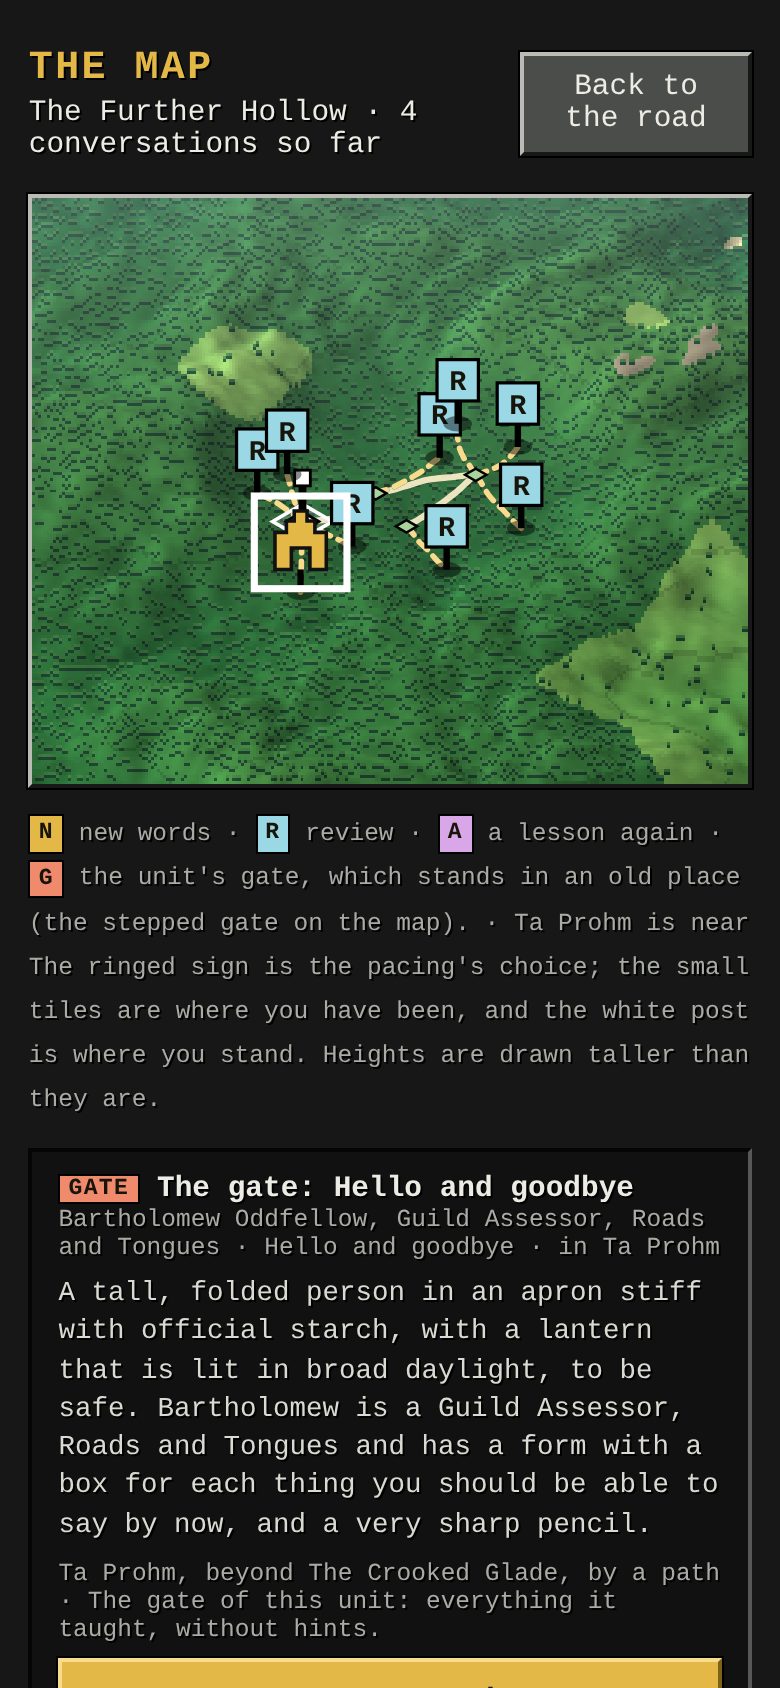 THE MAP
The Further Hollow · 4
conversations so far
Back to
the road
R
R
R
R
R
R
R
R
N new words · R review · A a lesson again ·
G the unit's gate, which stands in an old place
(the stepped gate on the map). · Ta Prohm is near
The ringed sign is the pacing's choice; the small
tiles are where you have been, and the white post
is where you stand. Heights are drawn taller than
they are.
GATE The gate: Hello and goodbye
Bartholomew Oddfellow, Guild Assessor, Roads
and Tongues · Hello and goodbye · in Ta Prohm
A tall, folded person in an apron stiff
with official starch, with a lantern
that is lit in broad daylight, to be
safe. Bartholomew is a Guild Assessor,
Roads and Tongues and has a form with a
box for each thing you should be able to
say by now, and a very sharp pencil.
Ta Prohm, beyond The Crooked Glade, by a path
· The gate of this unit: everything it
taught, without hints.